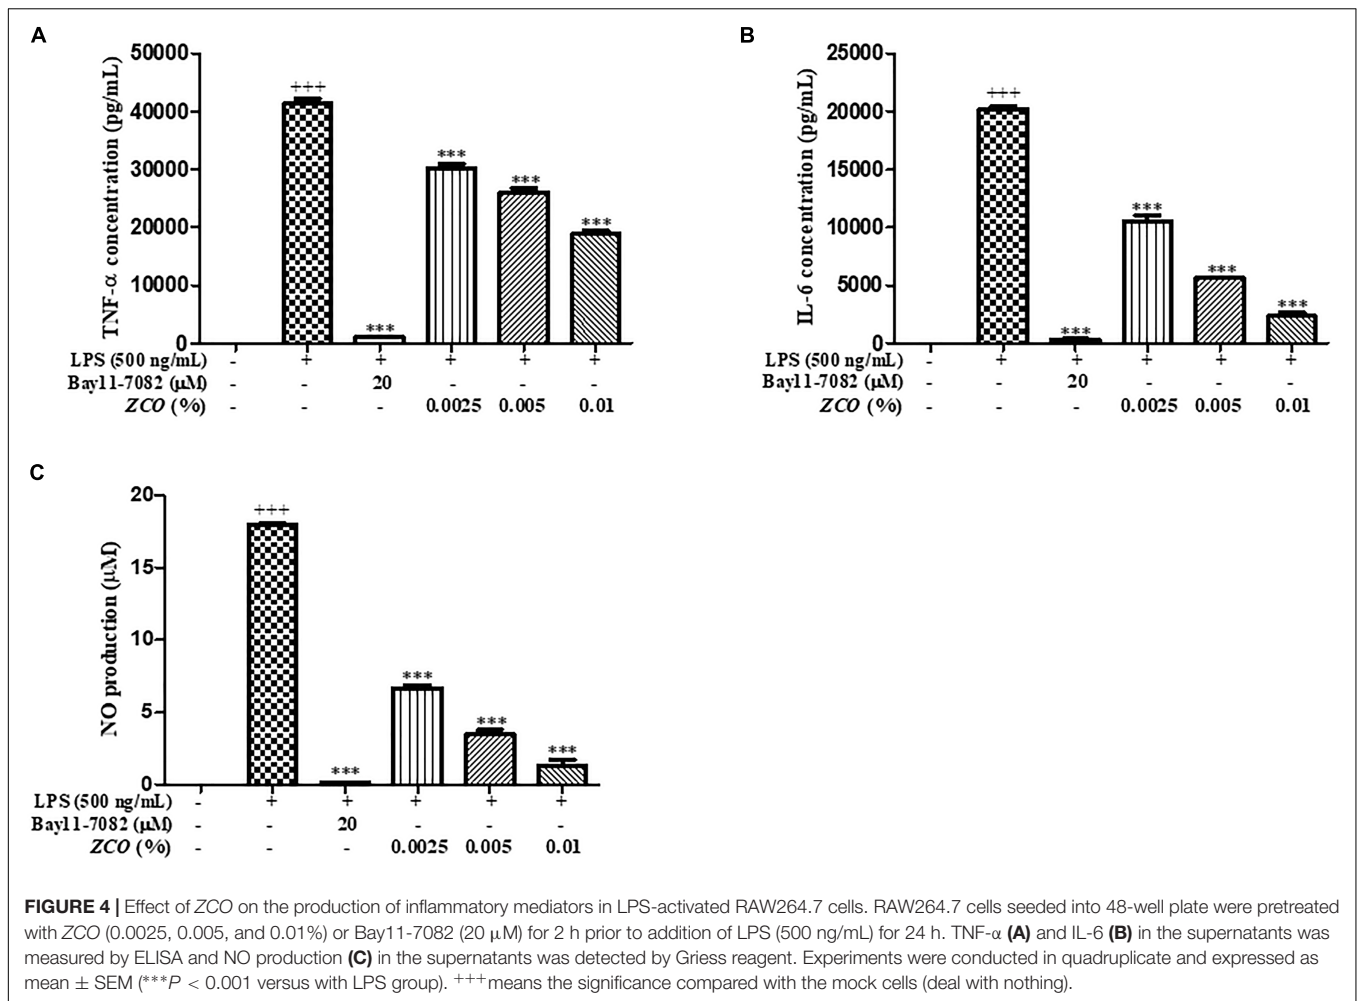 A
TNF-α concentration (pg/mL)
50000
40000
30000
20000
10000
0
+++
***
***
***
***
LPS (500 ng/mL) - + + + + +
Bay11-7082 (μM) - - 20 - - -
ZCO (%) - - - 0.0025 0.005 0.01
B
IL-6 concentration (pg/mL)
25000
20000
15000
10000
5000
0
+++
***
***
***
***
LPS (500 ng/mL) - + + + + +
Bay11-7082 (μM) - - 20 - - -
ZCO (%) - - - 0.0025 0.005 0.01
C
NO production (μM)
20
15
10
5
0
+++
***
***
***
***
LPS (500 ng/mL) - + + + + +
Bay11-7082 (μM) - - 20 - - -
ZCO (%) - - - 0.0025 0.005 0.01
FIGURE 4 | Effect of ZCO on the production of inflammatory mediators in LPS-activated RAW264.7 cells. RAW264.7 cells seeded into 48-well plate were pretreated
with ZCO (0.0025, 0.005, and 0.01%) or Bay11-7082 (20 μM) for 2 h prior to addition of LPS (500 ng/mL) for 24 h. TNF-α (A) and IL-6 (B) in the supernatants was
measured by ELISA and NO production (C) in the supernatants was detected by Griess reagent. Experiments were conducted in quadruplicate and expressed as
mean ± SEM (***P < 0.001 versus with LPS group). +++means the significance compared with the mock cells (deal with nothing).